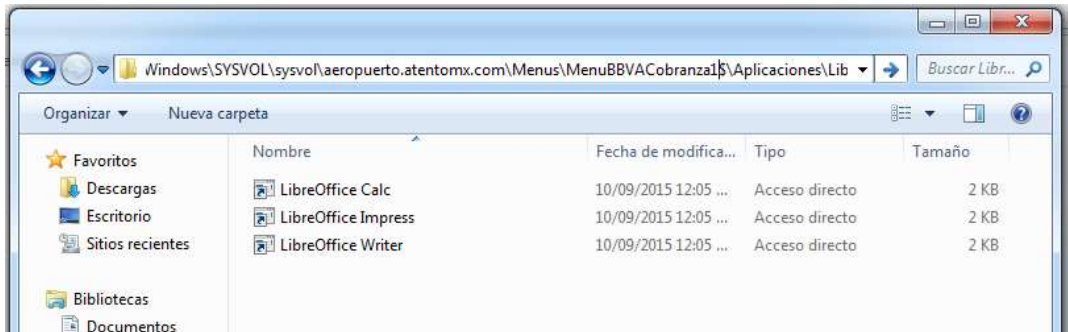 Windows\SYSVOL\sysvol\aeropuerto.atentomx.com\Menus\MenuBBVACobranza1$\Aplicaciones\Lib
Buscar Libr...
Organizar
Nueva carpeta
Nombre
Fecha de modifica...
Tipo
Tamaño
Favoritos
Descargas
Escritorio
Sitios recientes
Bibliotecas
Documentos
LibreOffice Calc 10/09/2015 12:05 ... Acceso directo 2 KB
LibreOffice Impress 10/09/2015 12:05 ... Acceso directo 2 KB
LibreOffice Writer 10/09/2015 12:05 ... Acceso directo 2 KB